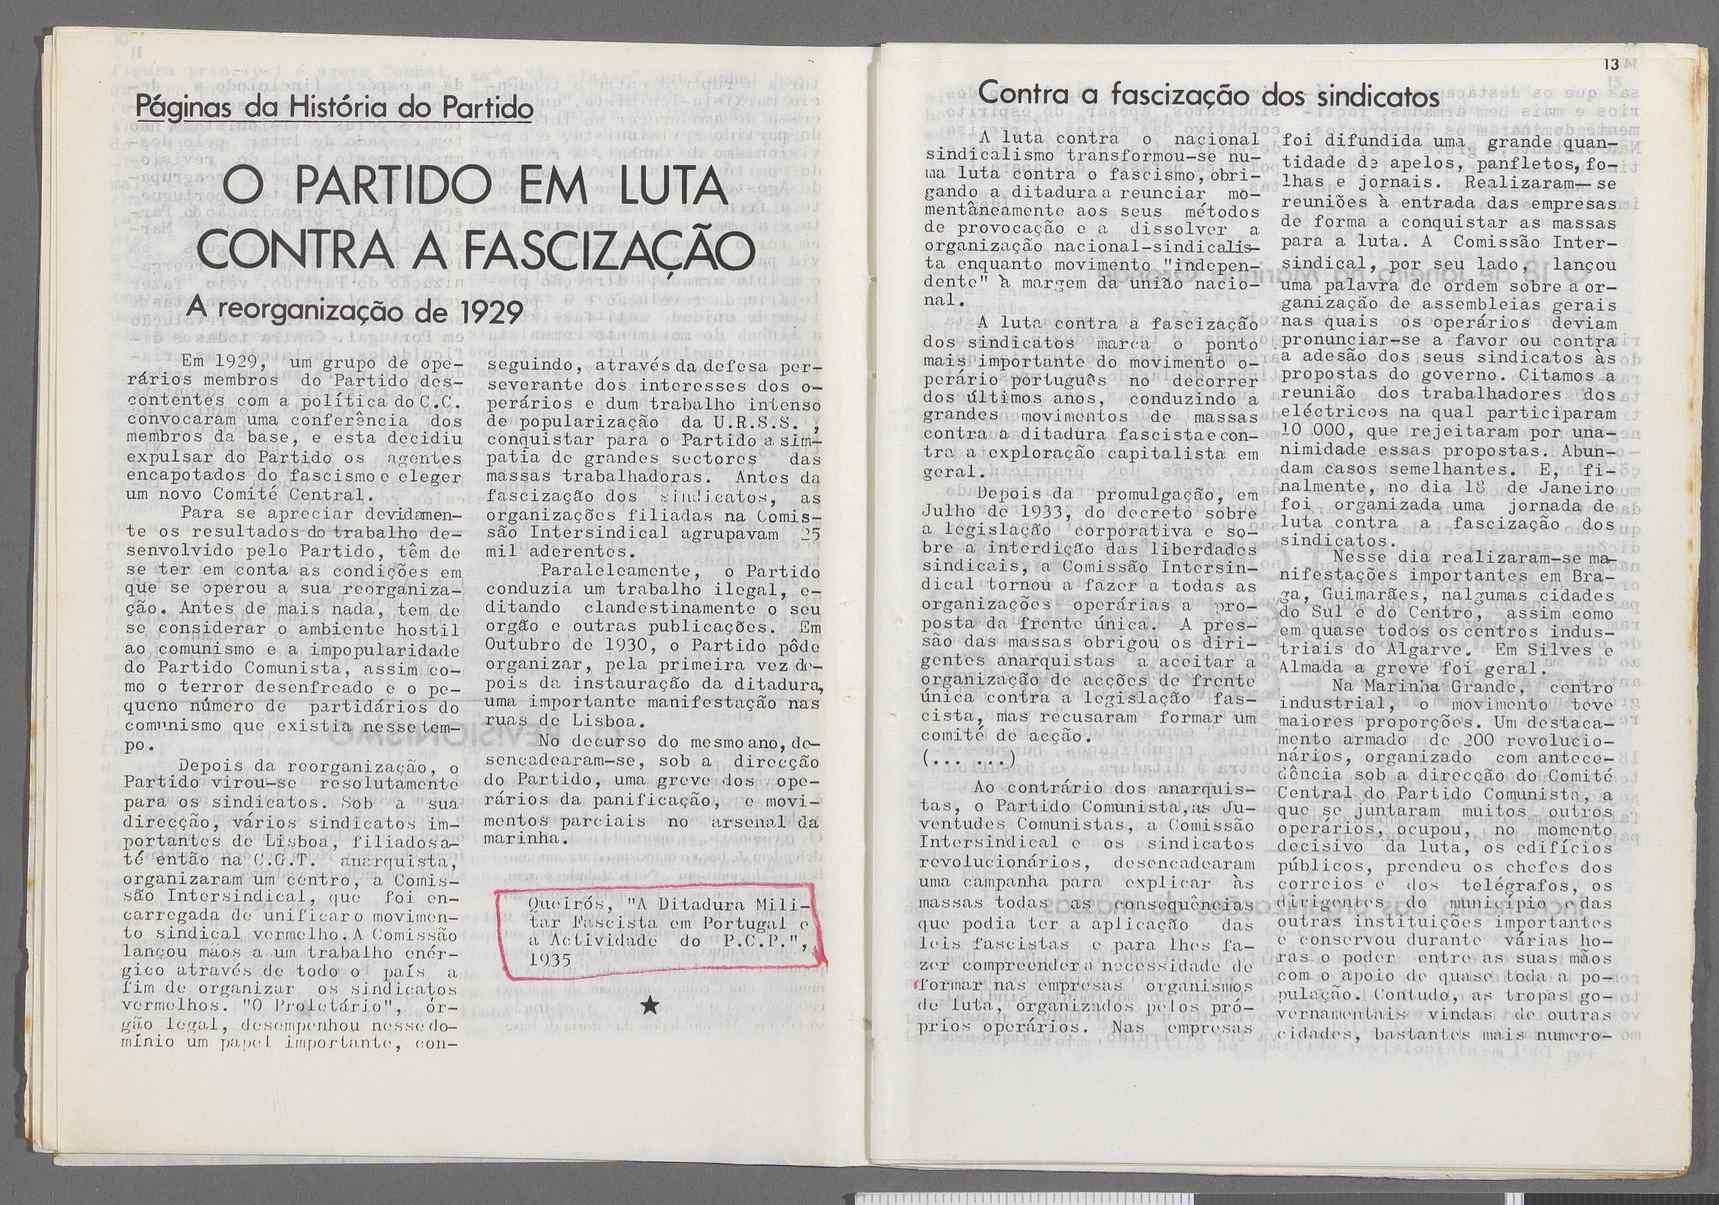 Páginas da História do Partido
O PARTIDO EM LUTA
CONTRA A FASCIZAÇÃO
A reorganização de 1929
Em 1929, um grupo de ope-
rários membros do Partido des-
contentes com a política do C.C.
convocaram uma conferência dos
membros da base, e esta decidiu
expulsar do Partido os agentes
encapotados do fascismo e eleger
um novo Comité Central.
Para se apreciar devidamen-
te os resultados do trabalho de-
senvolvido pelo Partido, têm de
se ter em conta as condições em
que se operou a sua reorganiza-
ção. Antes de mais nada, tem de
se considerar o ambiente hostil
ao comunismo e a impopularidade
do Partido Comunista, assim co-
mo o terror desenfreado e o pe-
queno número de partidários do
comunismo que existia nesse tem-
po.
Depois da reorganização, o
Partido virou-se resolutamente
para os sindicatos. Sob a sua
direcção, vários sindicatos im-
portantes de Lisboa, filiados a-
té então na C.G.T. anarquista,
organizaram um centro, a Comis-
são Intersindical, que foi en-
carregada de unificar o movimen-
to sindical vermelho. A Comissão
lançou mãos a um trabalho enér-
gico através de todo o país a
fim de organizar os sindicatos
vermelhos. "O Proletário", ór-
gão legal, desempenhou nesse do-
mínio um papel importante, con-
seguindo, através da defesa per-
severante dos interesses dos o-
perários e dum trabalho intenso
de popularização da U.R.S.S. ,
conquistar para o Partido a sim-
patia de grandes sectores das
massas trabalhadoras. Antes da
fascização dos sindicatos, as
organizações filiadas na Comis-
são Intersindical agrupavam 25
mil aderentes.
Paralelamente, o Partido
conduzia um trabalho ilegal, e-
ditando clandestinamente o seu
orgão e outras publicações. Em
Outubro de 1930, o Partido pôde
organizar, pela primeira vez de-
pois da instauração da ditadura,
uma importante manifestação nas
ruas de Lisboa.
No decurso do mesmo ano, de-
sencadearam-se, sob a direcção
do Partido, uma greve dos ope-
rários da panificação, e movi-
mentos parciais no arsenal da
marinha.
Queirós, "A Ditadura Mili-
tar Fascista em Portugal e
a Actividade do P.C.P.",
1935
★
13
Contra a fascização dos sindicatos
A luta contra o nacional
sindicalismo transformou-se nu-
ma luta contra o fascismo, obri-
gando a ditadura a reunciar mo-
mentâneamente aos seus métodos
de provocação e a dissolver a
organização nacional-sindicalis-
ta enquanto movimento "indepen-
dente" à margem da união nacio-
nal.
A luta contra a fascização
dos sindicatos marca o ponto
mais importante do movimento o-
perário português no decorrer
dos últimos anos, conduzindo a
grandes movimentos de massas
contra a ditadura fascista e con-
tra a exploração capitalista em
geral.
Depois da promulgação, em
Julho de 1933, do decreto sobre
a legislação corporativa e so-
bre a interdição das liberdades
sindicais, a Comissão Intersin-
dical tornou a fazer a todas as
organizações operárias a pro-
posta da frente única. A pres-
são das massas obrigou os diri-
gentes anarquistas a aceitar a
organização de acções de frente
única contra a legislação fas-
cista, mas recusaram formar um
comité de acção.
(... ...)
Ao contrário dos anarquis-
tas, o Partido Comunista, as Ju-
ventudes Comunistas, a Comissão
Intersindical e os sindicatos
revolucionários, desencadearam
uma campanha para explicar às
massas todas as consequências
que podia ter a aplicação das
leis fascistas e para lhes fa-
zer compreender a necessidade de
formar nas empresas organismos
de luta, organizados pelos pró-
prios operários. Nas empresas
foi difundida uma grande quan-
tidade de apelos, panfletos, fo-
lhas e jornais. Realizaram-se
reuniões à entrada das empresas
de forma a conquistar as massas
para a luta. A Comissão Inter-
sindical, por seu lado, lançou
uma palavra de ordem sobre a or-
ganização de assembleias gerais
nas quais os operários deviam
pronunciar-se a favor ou contra
a adesão dos seus sindicatos às
propostas do governo. Citamos a
reunião dos trabalhadores dos
eléctricos na qual participaram
10 000, que rejeitaram por una-
nimidade essas propostas. Abun-
dam casos semelhantes. E, fi-
nalmente, no dia 18 de Janeiro
foi organizada uma jornada de
luta contra a fascização dos
sindicatos.
Nesse dia realizaram-se ma-
nifestações importantes em Bra-
ga, Guimarães, nalgumas cidades
do Sul e do Centro, assim como
em quase todos os centros indus-
triais do Algarve. Em Silves e
Almada a greve foi geral.
Na Marinha Grande, centro
industrial, o movimento teve
maiores proporções. Um destaca-
mento armado de 200 revolucio-
nários, organizado com antece-
dência sob a direcção do Comité
Central do Partido Comunista, a
que se juntaram muitos outros
operários, ocupou, no momento
decisivo da luta, os edifícios
públicos, prendeu os chefes dos
correios e dos telégrafos, os
dirigentes do município e das
outras instituições importantes
e conservou durante várias ho-
ras o poder entre as suas mãos
com o apoio de quase toda a po-
pulação. Contudo, as tropas go-
vernamentais vindas de outras
cidades, bastantes mais numero-